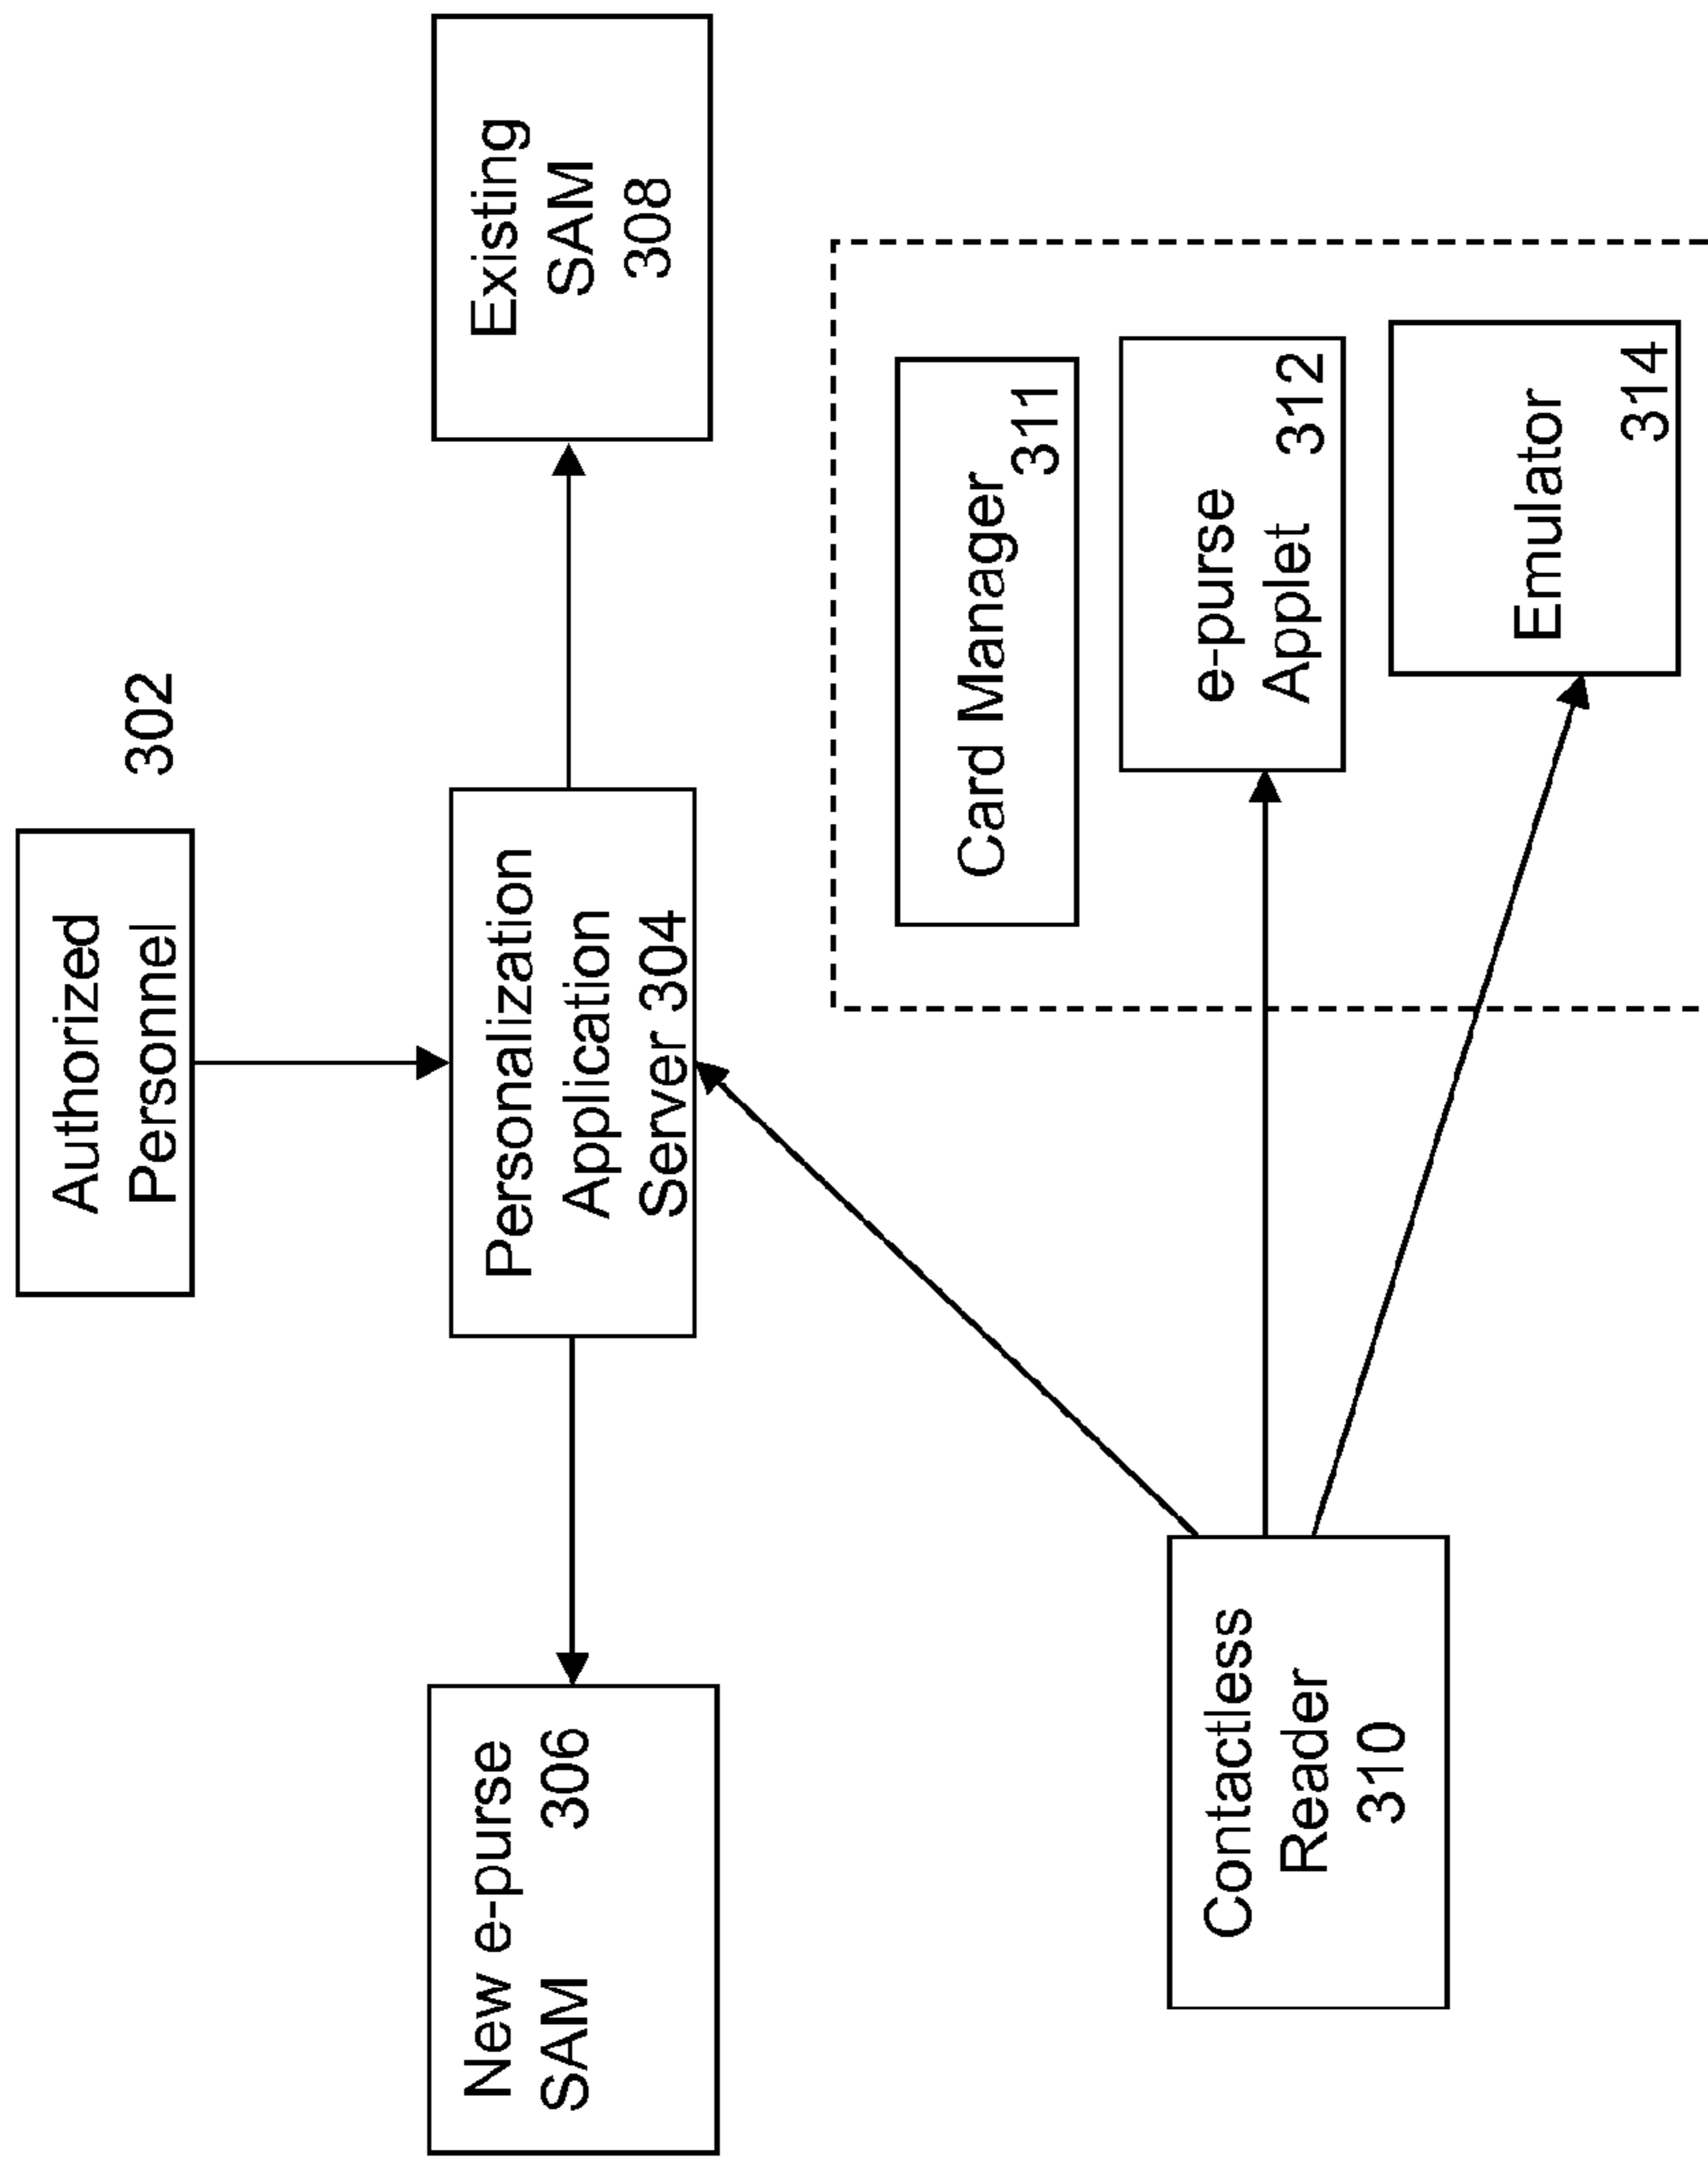 Authorized
Personnel
302
Personalization
Application
Server 304
New e-purse
SAM 306
Existing
SAM
308
Card Manager
311
e-purse
Applet 312
Emulator
314
Contactless
Reader
310